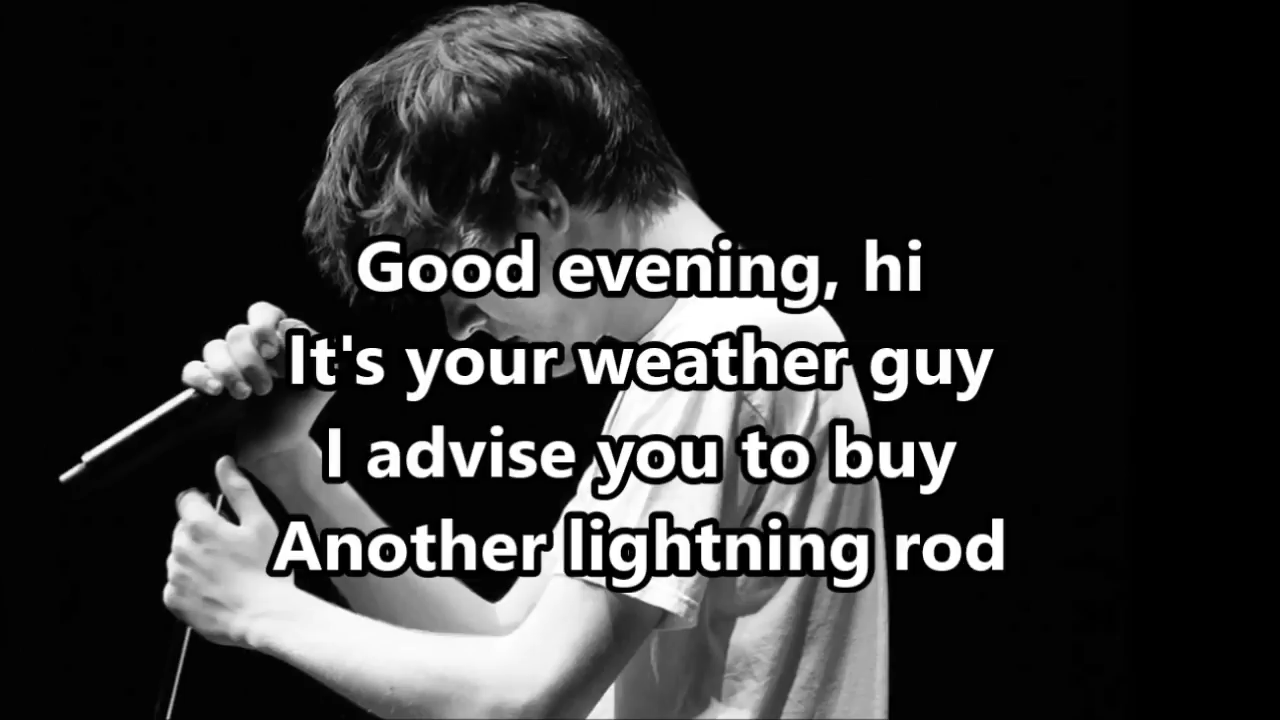 Good evening, hi
It's your weather guy
I advise you to buy
Another lightning rod